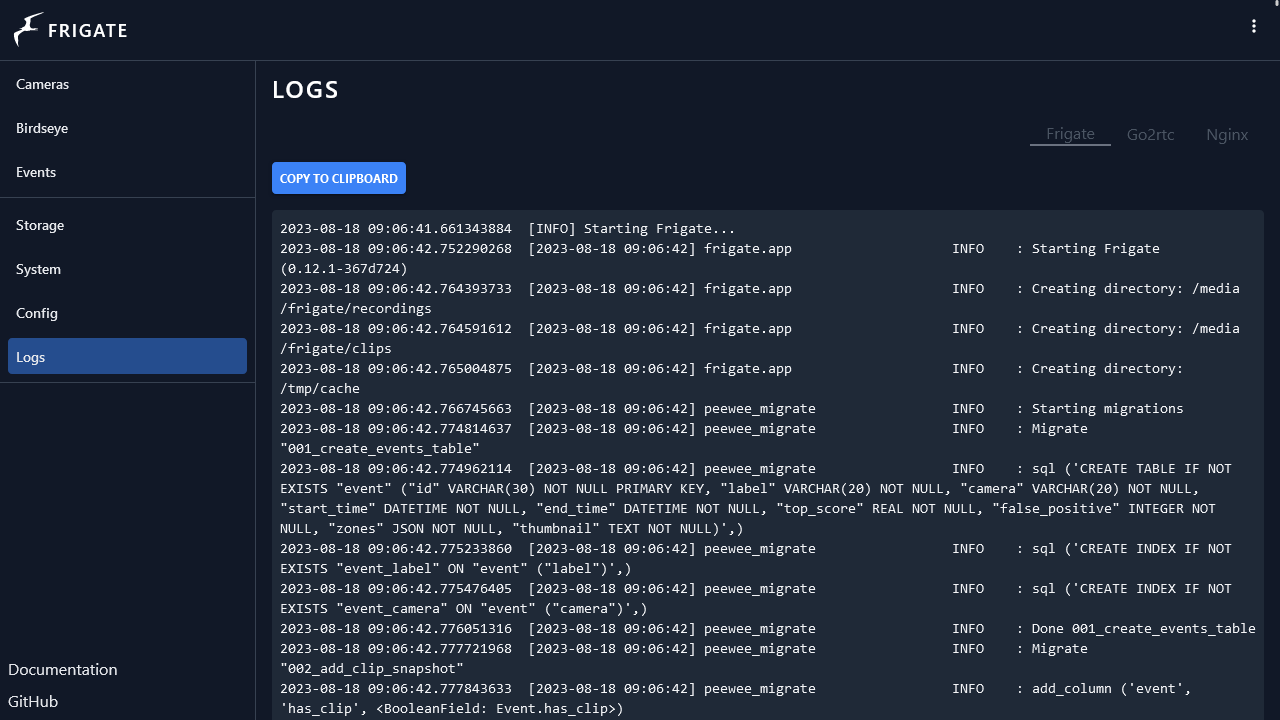 FRIGATE
Cameras
Birdseye
Events
Storage
System
Config
Logs
Documentation
GitHub
LOGS
Frigate
Go2rtc
Nginx
COPY TO CLIPBOARD
2023-08-18 09:06:41.661343884  [INFO] Starting Frigate...
2023-08-18 09:06:42.752290268  [2023-08-18 09:06:42] frigate.app                    INFO    : Starting Frigate
(0.12.1-367d724)
2023-08-18 09:06:42.764393733  [2023-08-18 09:06:42] frigate.app                    INFO    : Creating directory: /media
/frigate/recordings
2023-08-18 09:06:42.764591612  [2023-08-18 09:06:42] frigate.app                    INFO    : Creating directory: /media
/frigate/clips
2023-08-18 09:06:42.765004875  [2023-08-18 09:06:42] frigate.app                    INFO    : Creating directory:
/tmp/cache
2023-08-18 09:06:42.766745663  [2023-08-18 09:06:42] peewee_migrate                 INFO    : Starting migrations
2023-08-18 09:06:42.774814637  [2023-08-18 09:06:42] peewee_migrate                 INFO    : Migrate
"001_create_events_table"
2023-08-18 09:06:42.774962114  [2023-08-18 09:06:42] peewee_migrate                 INFO    : sql ('CREATE TABLE IF NOT
EXISTS "event" ("id" VARCHAR(30) NOT NULL PRIMARY KEY, "label" VARCHAR(20) NOT NULL, "camera" VARCHAR(20) NOT NULL,
"start_time" DATETIME NOT NULL, "end_time" DATETIME NOT NULL, "top_score" REAL NOT NULL, "false_positive" INTEGER NOT
NULL, "zones" JSON NOT NULL, "thumbnail" TEXT NOT NULL)',)
2023-08-18 09:06:42.775233860  [2023-08-18 09:06:42] peewee_migrate                 INFO    : sql ('CREATE INDEX IF NOT
EXISTS "event_label" ON "event" ("label")',)
2023-08-18 09:06:42.775476405  [2023-08-18 09:06:42] peewee_migrate                 INFO    : sql ('CREATE INDEX IF NOT
EXISTS "event_camera" ON "event" ("camera")',)
2023-08-18 09:06:42.776051316  [2023-08-18 09:06:42] peewee_migrate                 INFO    : Done 001_create_events_table
2023-08-18 09:06:42.777721968  [2023-08-18 09:06:42] peewee_migrate                 INFO    : Migrate
"002_add_clip_snapshot"
2023-08-18 09:06:42.777843633  [2023-08-18 09:06:42] peewee_migrate                 INFO    : add_column ('event',
'has_clip', <BooleanField: Event.has_clip>)